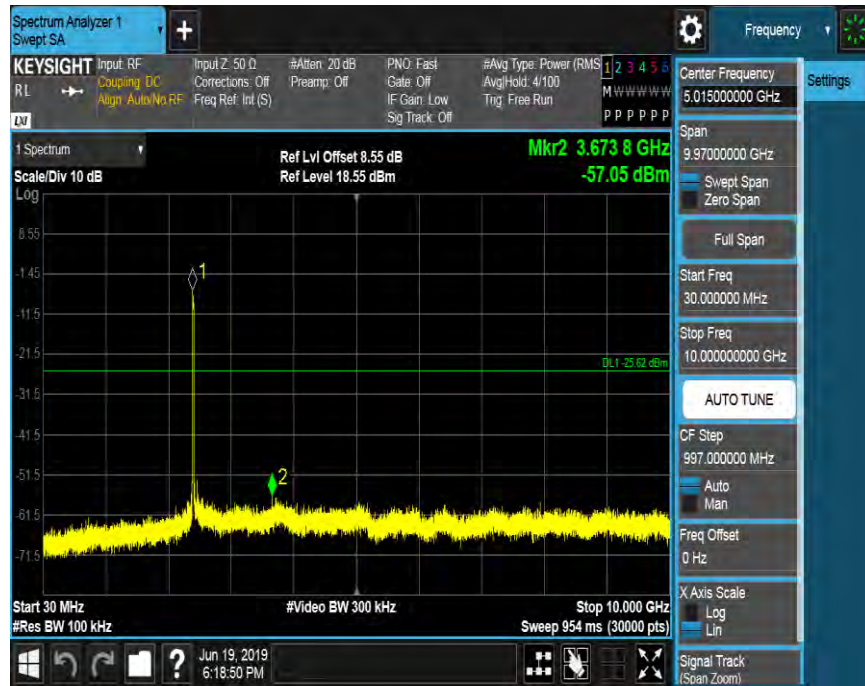 Spectrum Analyzer 1
Swept SA
+
Frequency
KEYSIGHT
RL
LXI
Input: RF
Coupling: DC
Align: Auto/No RF
Input Z: 50 Ω
Corrections: Off
Freq Ref: Int (S)
#Atten: 20 dB
Preamp: Off
PNO: Fast
Gate: Off
IF Gain: Low
Sig Track: Off
#Avg Type: Power (RMS
Avg|Hold: 4/100
Trig: Free Run
1 2 3 4 5 6
M W W W W W
P P P P P P
1 Spectrum
Scale/Div 10 dB
Ref Lvl Offset 8.55 dB
Ref Level 18.55 dBm
Mkr2 3.673 8 GHz
-57.05 dBm
Log
8.55
-1.45
-11.5
-21.5
-31.5
-41.5
-51.5
-61.5
-71.5
1
2
DL1 -25.62 dBm
Start 30 MHz
#Res BW 100 kHz
#Video BW 300 kHz
Stop 10.000 GHz
Sweep 954 ms (30000 pts)
?
Jun 19, 2019
6:18:50 PM
Center Frequency
5.015000000 GHz
Span
9.97000000 GHz
Swept Span
Zero Span
Full Span
Start Freq
30.000000 MHz
Stop Freq
10.000000000 GHz
AUTO TUNE
CF Step
997.000000 MHz
Auto
Man
Freq Offset
0 Hz
X Axis Scale
Log
Lin
Signal Track
(Span Zoom)
Settings